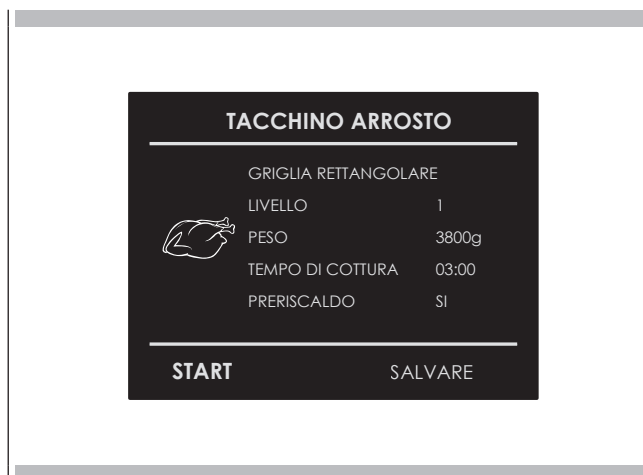 TACCHINO ARROSTO
GRIGLIA RETTANGOLARE
LIVELLO 1
PESO 3800g
TEMPO DI COTTURA 03:00
PRERISCALDO SI
START SALVARE